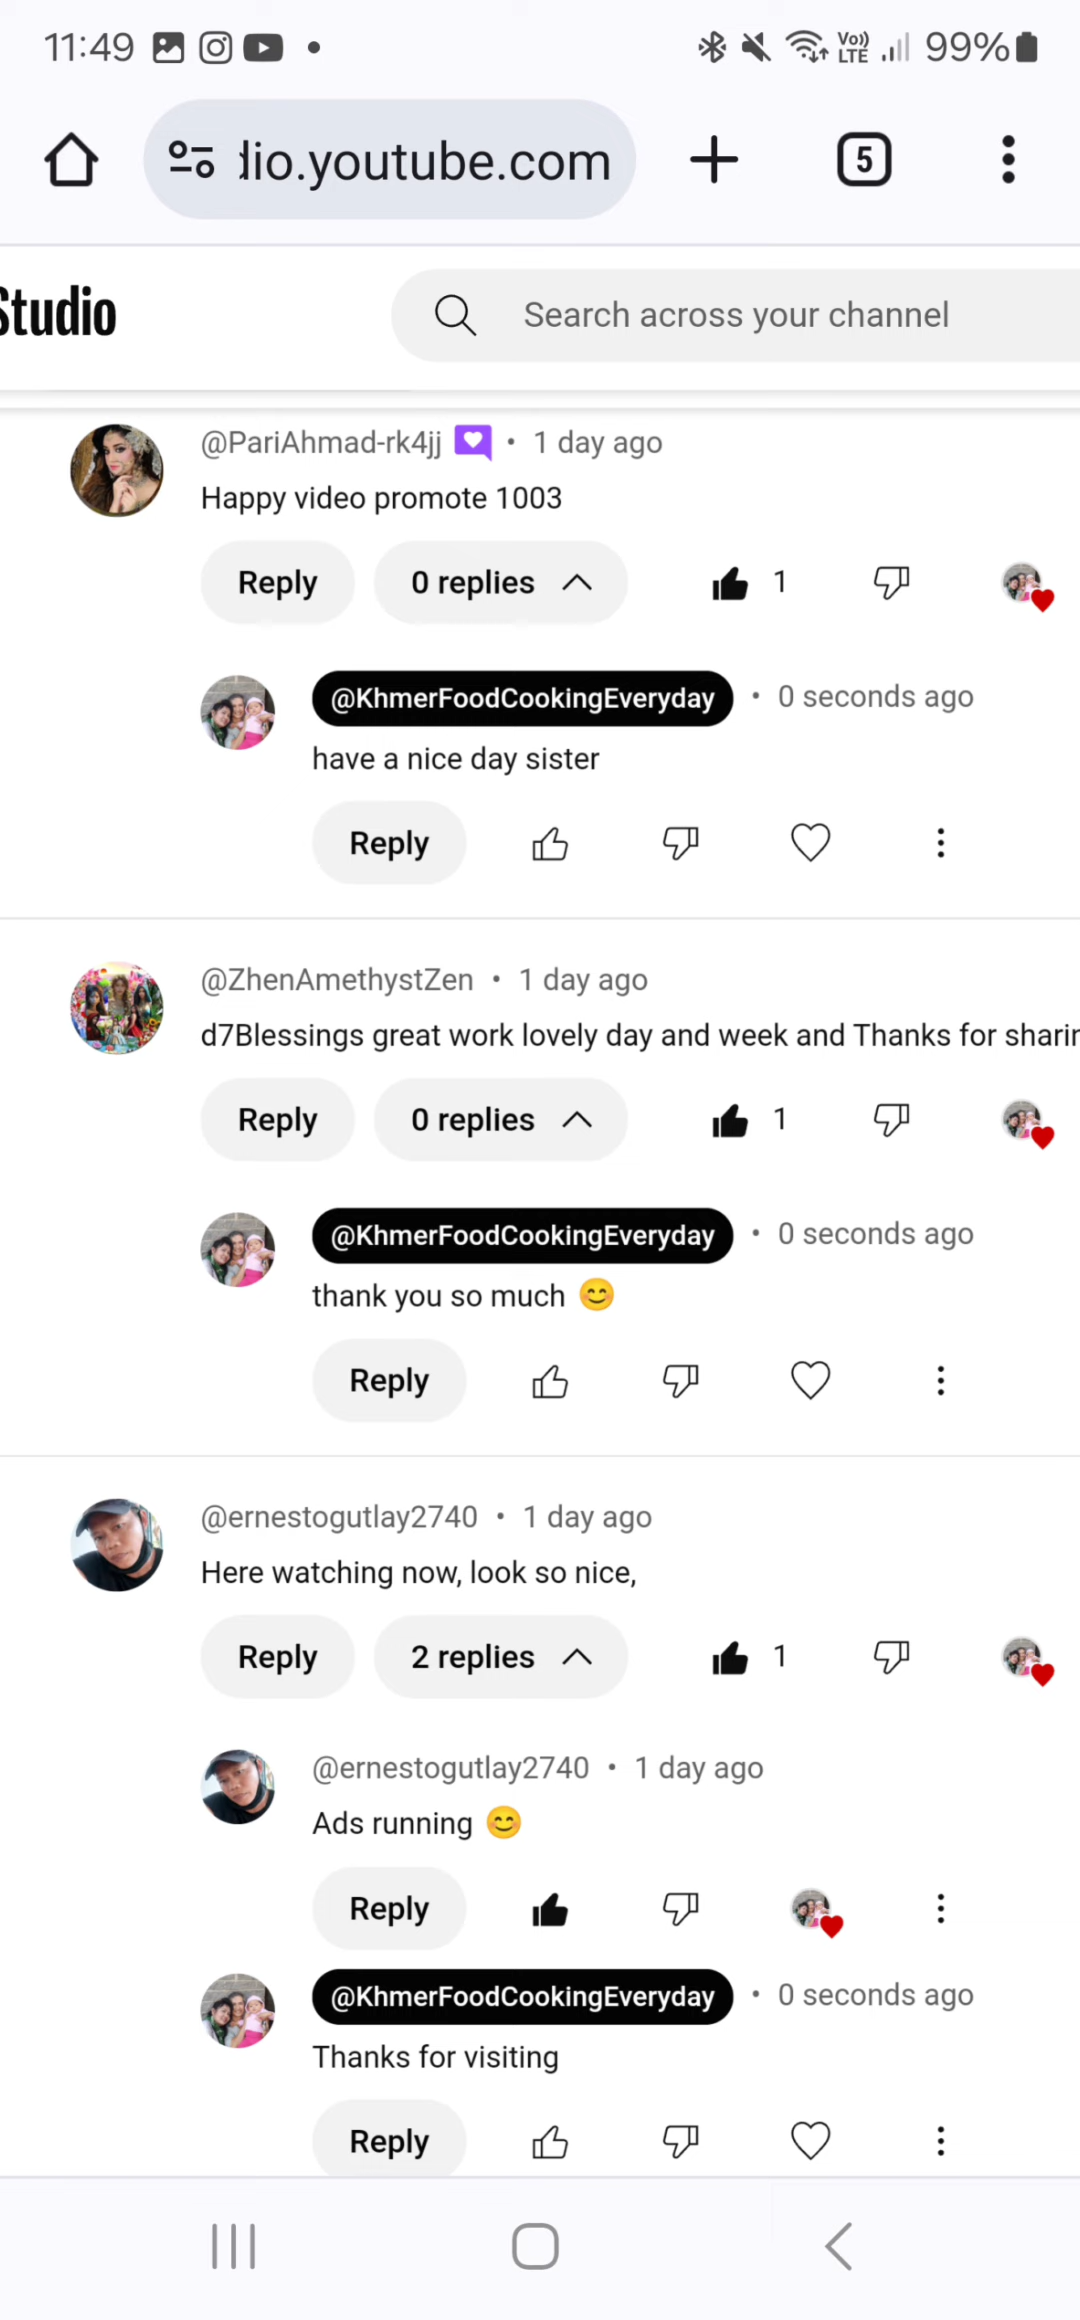 11:49
Vo)) LTE 99%
dio.youtube.com
5
Studio
Search across your channel
@PariAhmad-rk4jj • 1 day ago
Happy video promote 1003
Reply 0 replies 1
@KhmerFoodCookingEveryday • 0 seconds ago
have a nice day sister
Reply
@ZhenAmethystZen • 1 day ago
d7Blessings great work lovely day and week and Thanks for sharin
Reply 0 replies 1
@KhmerFoodCookingEveryday • 0 seconds ago
thank you so much 😊
Reply
@ernestogutlay2740 • 1 day ago
Here watching now, look so nice,
Reply 2 replies 1
@ernestogutlay2740 • 1 day ago
Ads running 😊
Reply
@KhmerFoodCookingEveryday • 0 seconds ago
Thanks for visiting
Reply